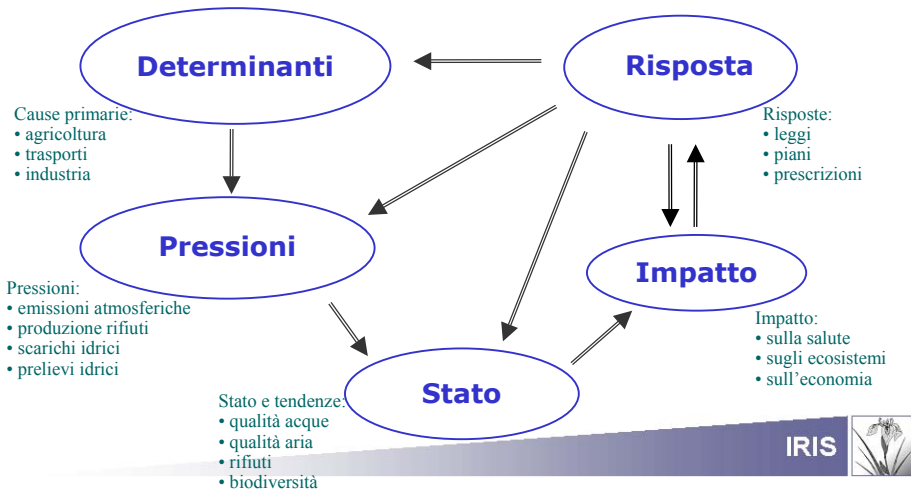 Determinanti
Risposta
Cause primarie:
• agricoltura
• trasporti
• industria
Risposte:
• leggi
• piani
• prescrizioni
Pressioni
Impatto
Pressioni:
• emissioni atmosferiche
• produzione rifiuti
• scarichi idrici
• prelievi idrici
Impatto:
• sulla salute
• sugli ecosistemi
• sull'economia
Stato
Stato e tendenze:
• qualità acque
• qualità aria
• rifiuti
• biodiversità
IRIS